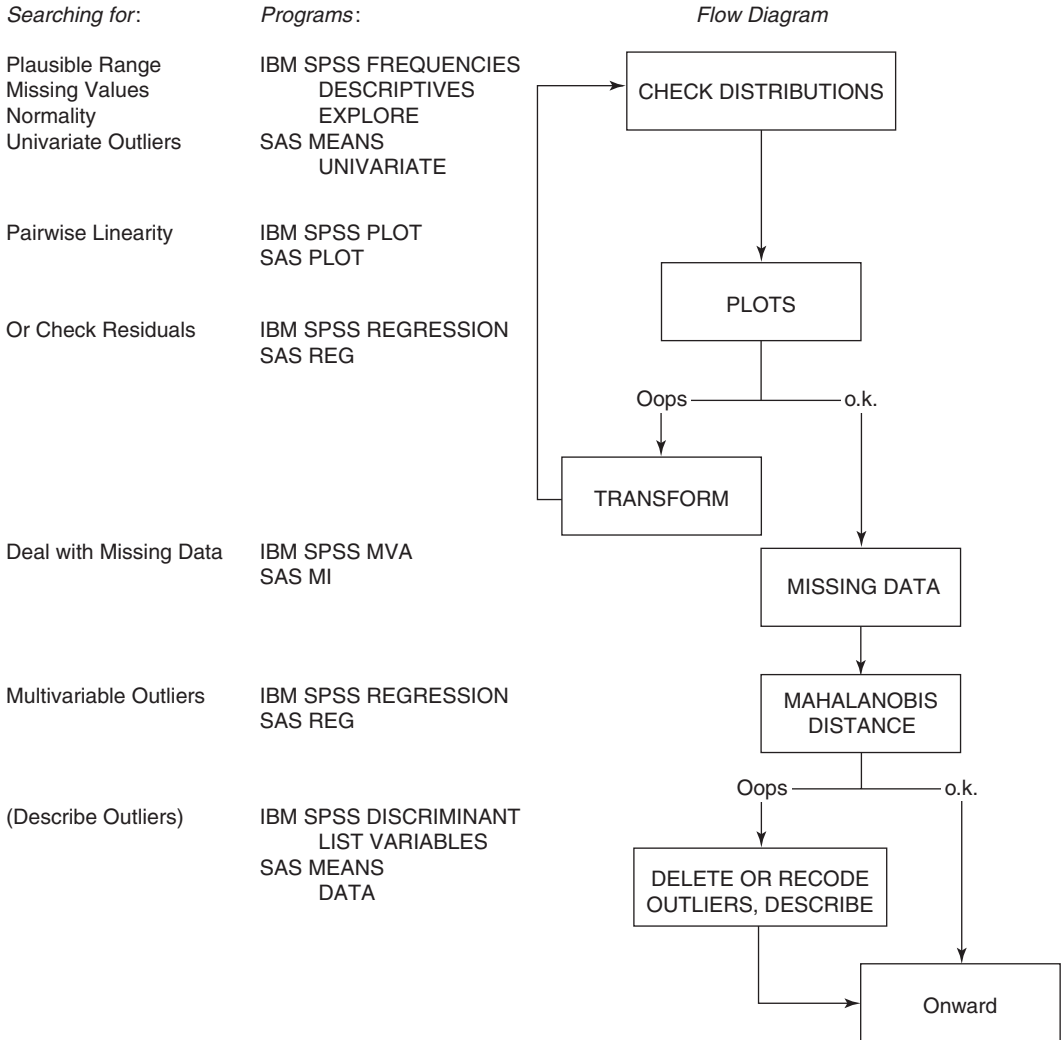 Searching for:
Programs:
Flow Diagram
Plausible Range
Missing Values
Normality
Univariate Outliers
IBM SPSS FREQUENCIES
DESCRIPTIVES
EXPLORE
SAS MEANS
UNIVARIATE
CHECK DISTRIBUTIONS
Pairwise Linearity
IBM SPSS PLOT
SAS PLOT
PLOTS
Or Check Residuals
IBM SPSS REGRESSION
SAS REG
Oops
o.k.
TRANSFORM
Deal with Missing Data
IBM SPSS MVA
SAS MI
MISSING DATA
Multivariable Outliers
IBM SPSS REGRESSION
SAS REG
MAHALANOBIS
DISTANCE
Oops
o.k.
(Describe Outliers)
IBM SPSS DISCRIMINANT
LIST VARIABLES
SAS MEANS
DATA
DELETE OR RECODE
OUTLIERS, DESCRIBE
Onward